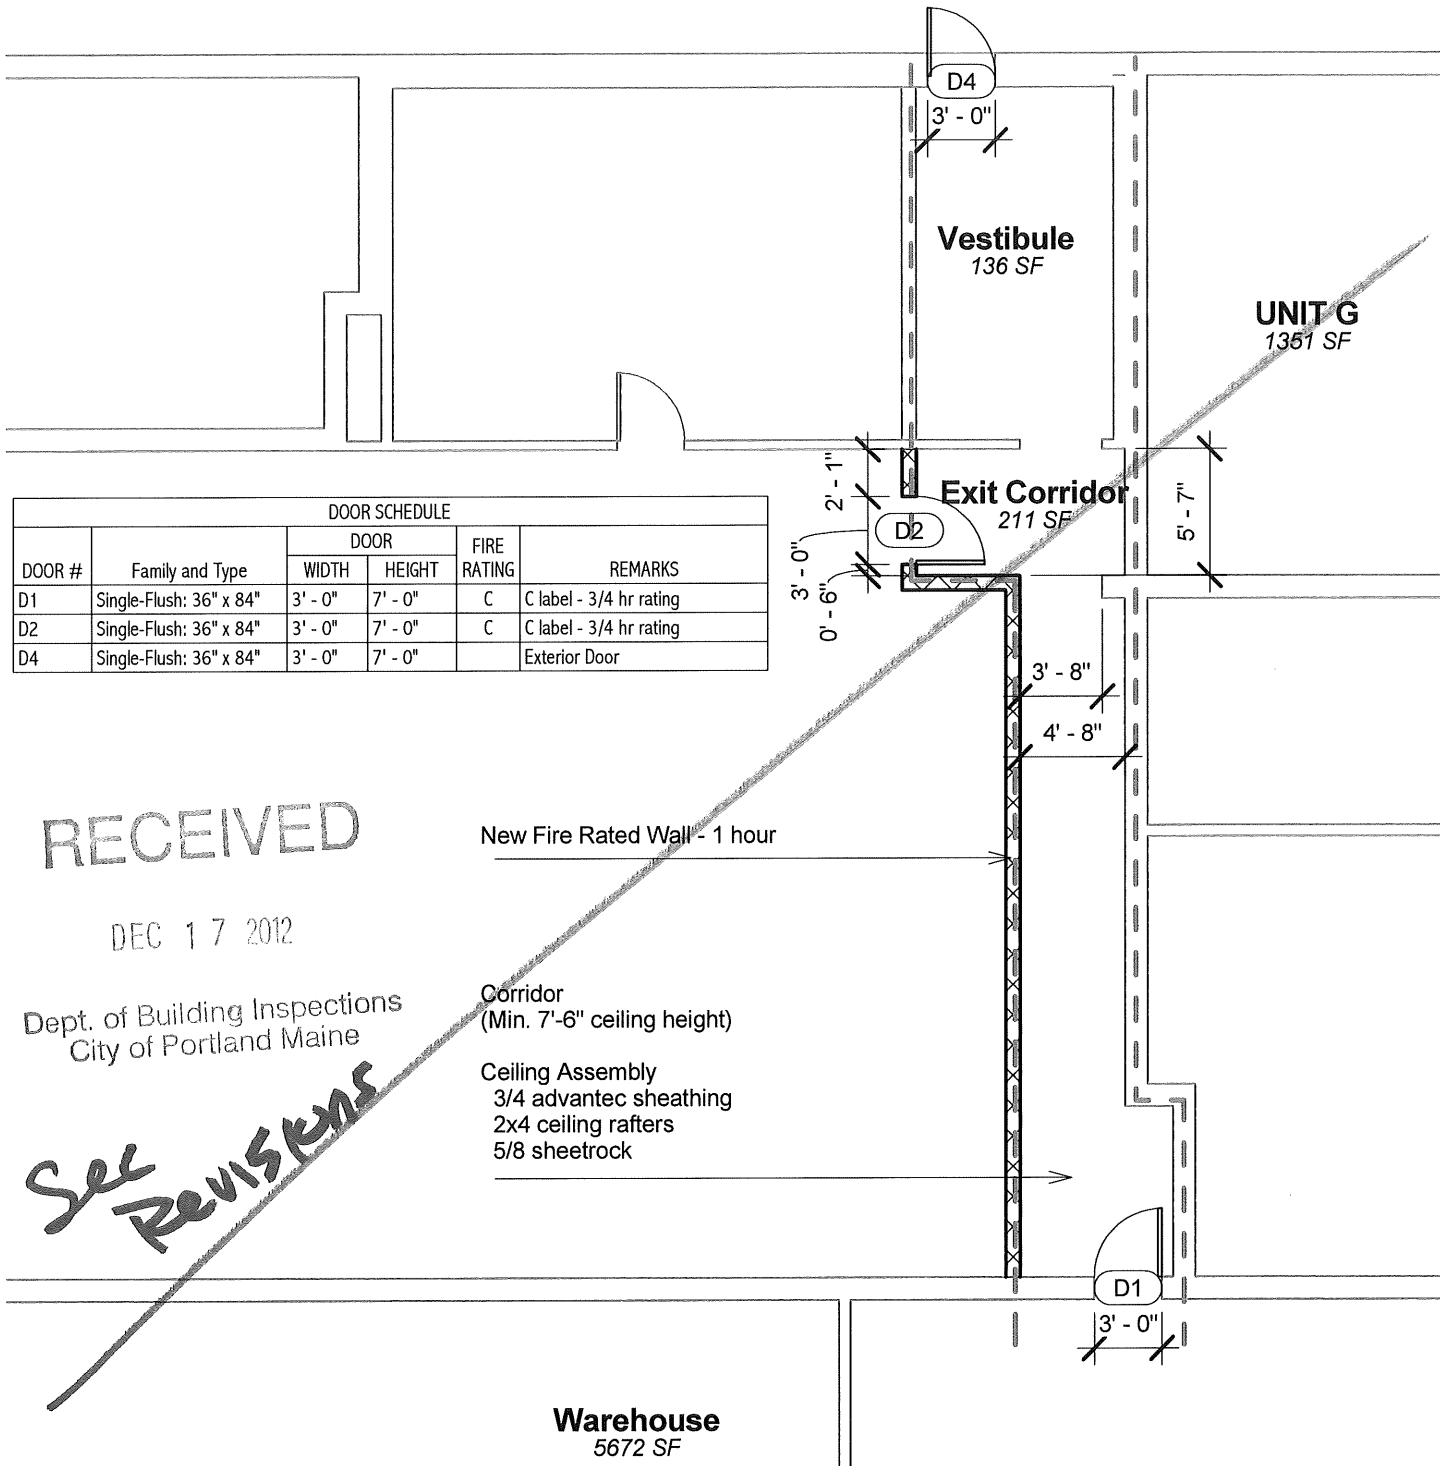 D4
3' - 0"
Vestibule
136 SF
UNIT G
1351 SF
2' - 1"
Exit Corridor
211 SF
D2
5' - 7"
3' - 0"
0' - 6"
DOOR SCHEDULE
DOOR # Family and Type DOOR WIDTH HEIGHT FIRE RATING REMARKS
D1 Single-Flush: 36" x 84" 3' - 0" 7' - 0" C C label - 3/4 hr rating
D2 Single-Flush: 36" x 84" 3' - 0" 7' - 0" C C label - 3/4 hr rating
D4 Single-Flush: 36" x 84" 3' - 0" 7' - 0" Exterior Door
3' - 8"
4' - 8"
RECEIVED
DEC 17 2012
Dept. of Building Inspections
City of Portland Maine
See
Revisions
New Fire Rated Wall - 1 hour
Corridor
(Min. 7'-6" ceiling height)
Ceiling Assembly
3/4 advantec sheathing
2x4 ceiling rafters
5/8 sheetrock
D1
3' - 0"
Warehouse
5672 SF